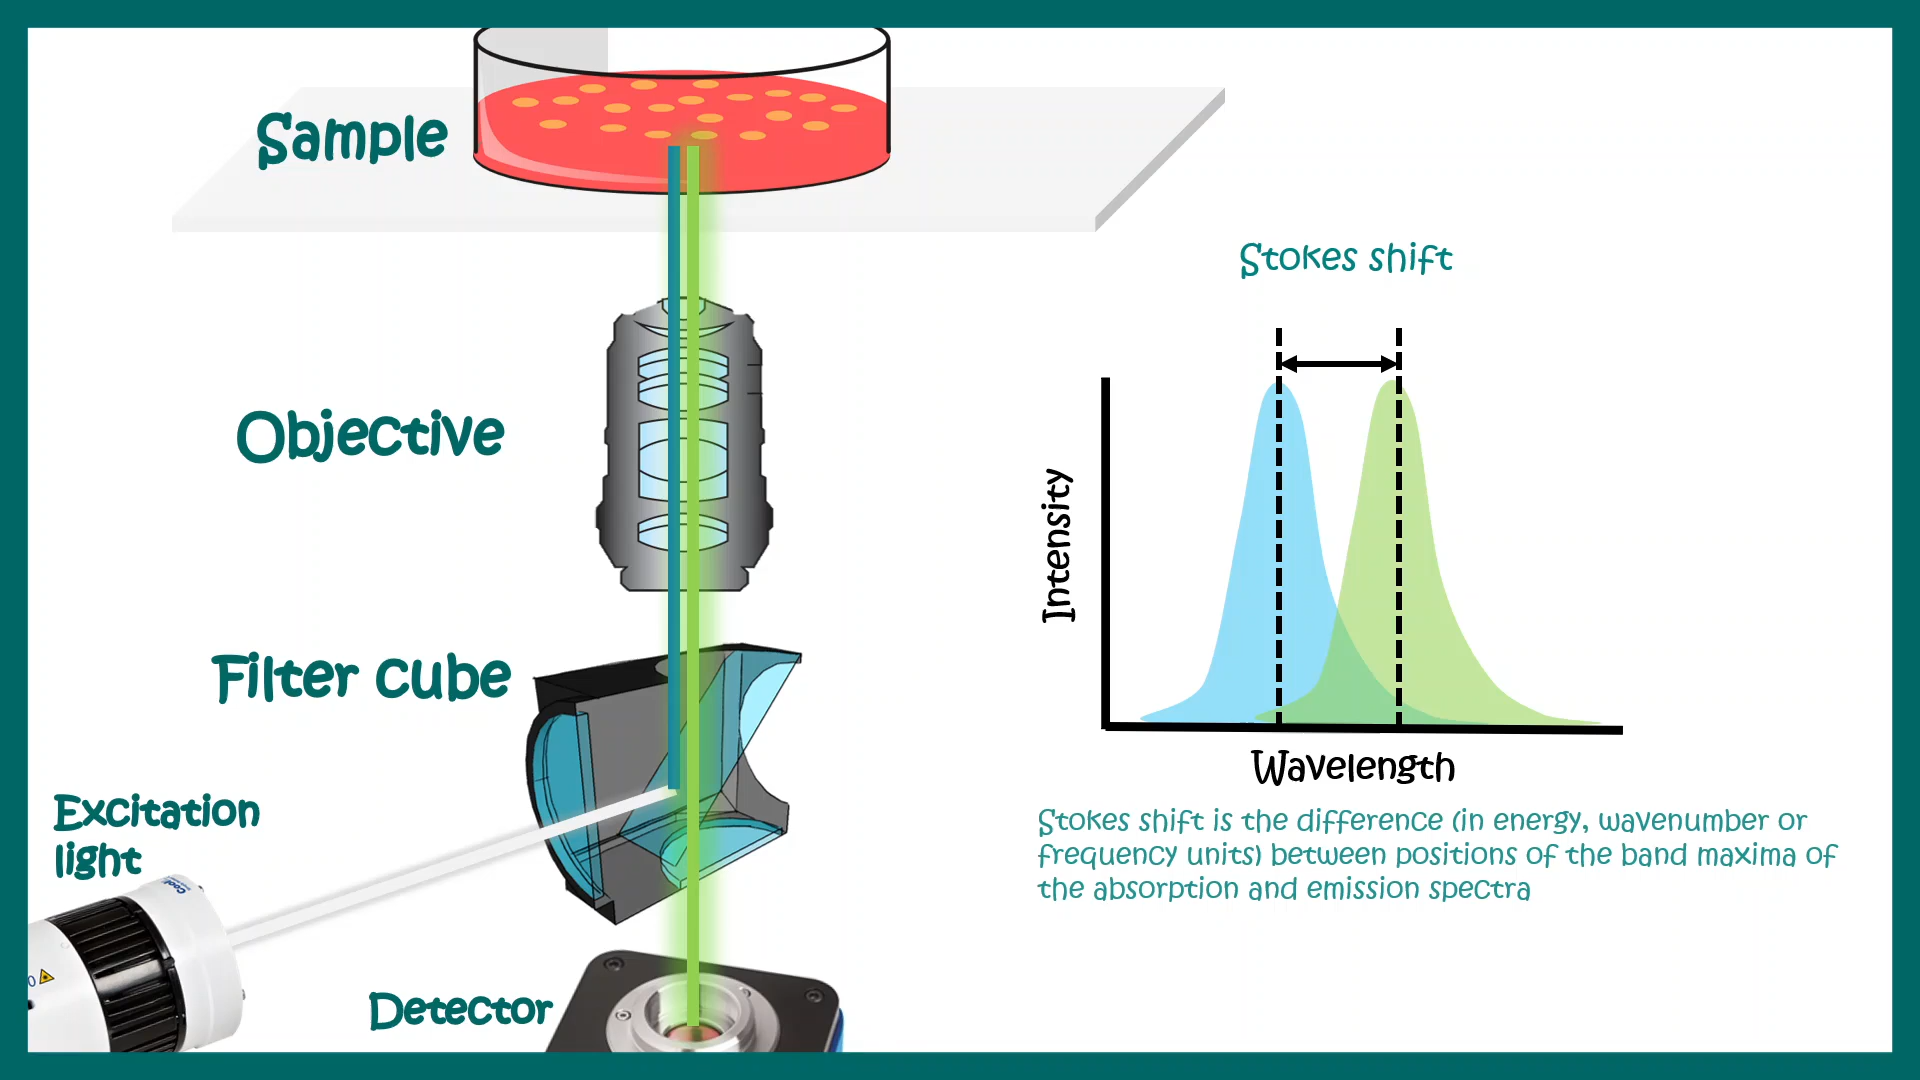 Sample
Objective
Filter cube
Excitation
light
Detector
Stokes shift
Intensity
Wavelength
Stokes shift is the difference (in energy, wavenumber or
frequency units) between positions of the band maxima of
the absorption and emission spectra